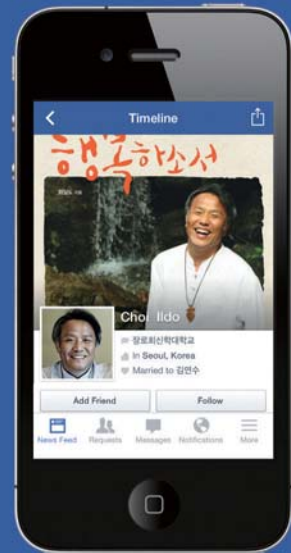 Timeline
행복하소서
Choi Ildo
장로회신학대학교
In Seoul, Korea
Married to 김연수
Add Friend
Follow
News Feed
Requests
Messages
Notifications
More